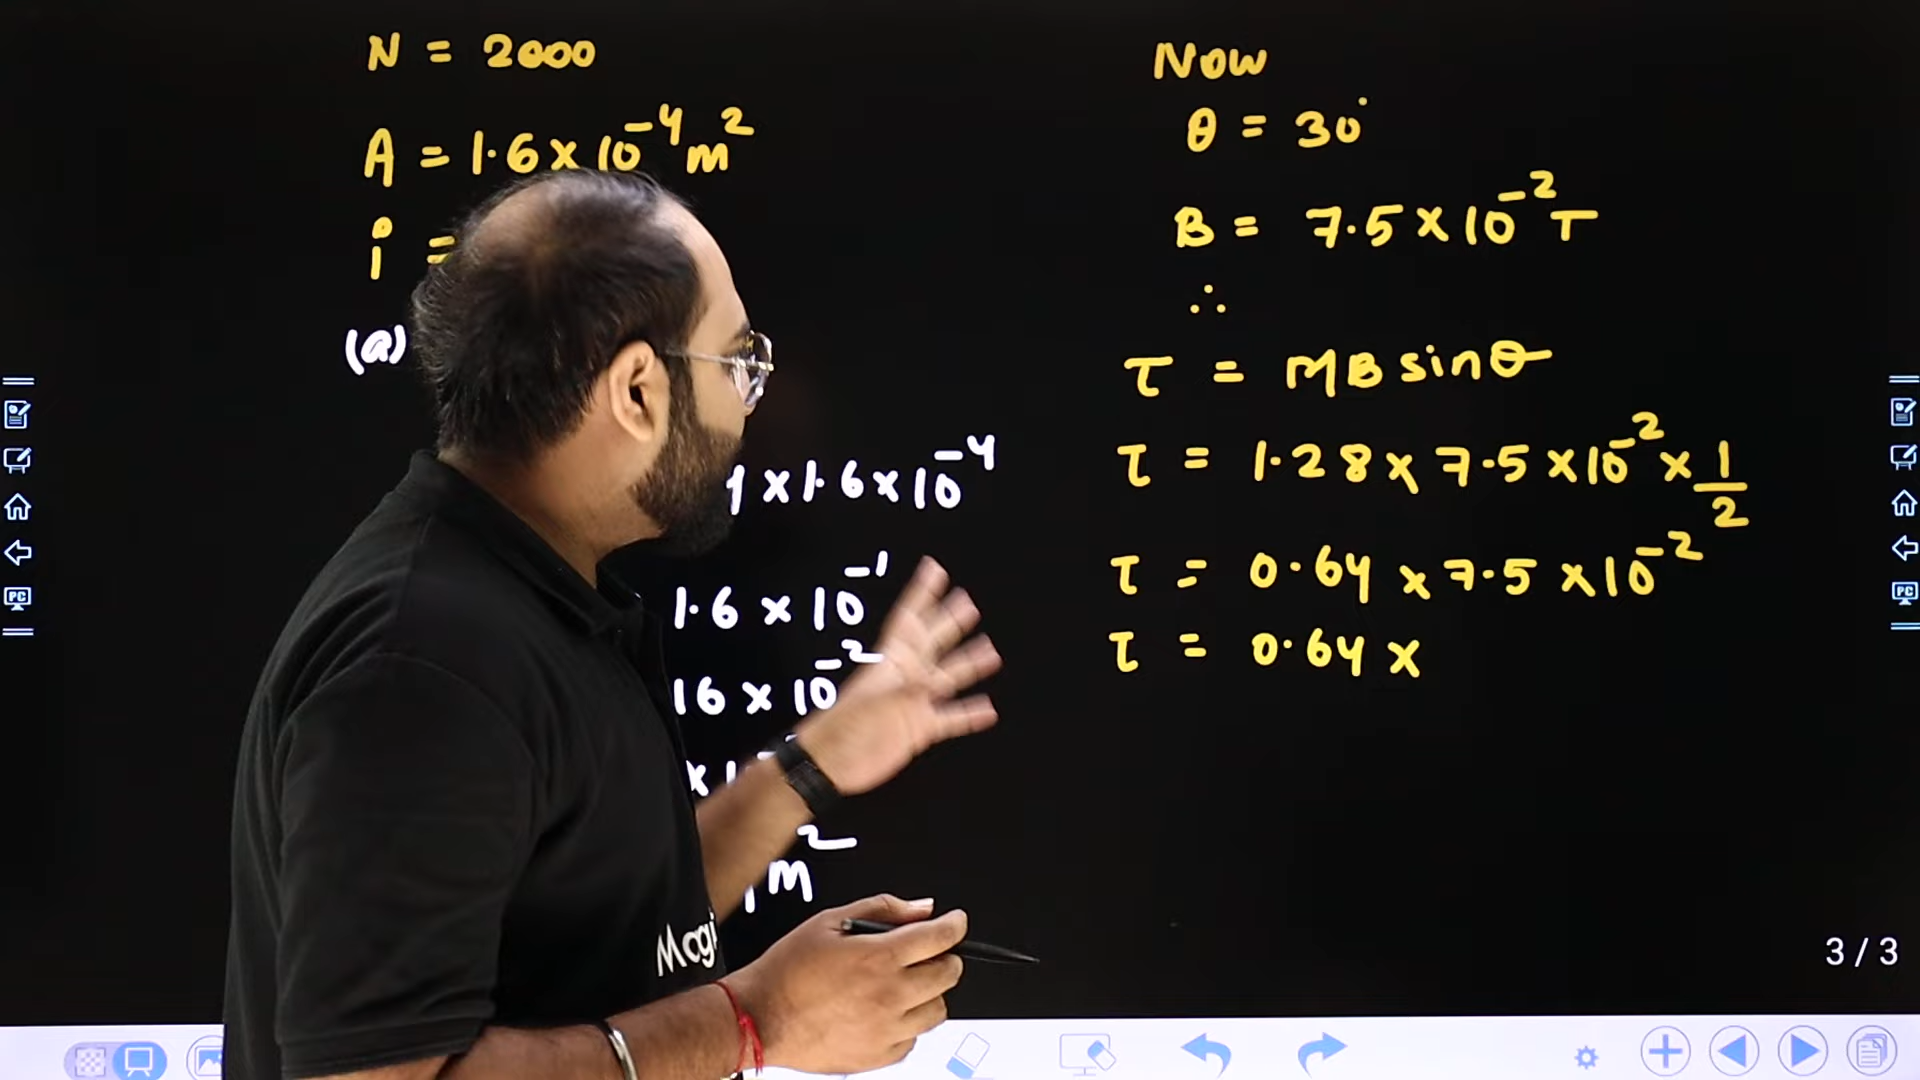 N = 2000
A = 1.6 × 10⁻⁴ m²
i =
(a)
× 1.6 × 10⁻⁴
1.6 × 10⁻¹
16 × 10⁻²
m²
Now
θ = 30°
B = 7.5 × 10⁻² T
∴
τ = MB sinθ
τ = 1.28 × 7.5 × 10⁻² × 1/2
τ = 0.64 × 7.5 × 10⁻²
τ = 0.64 ×
3 / 3
PC
PC